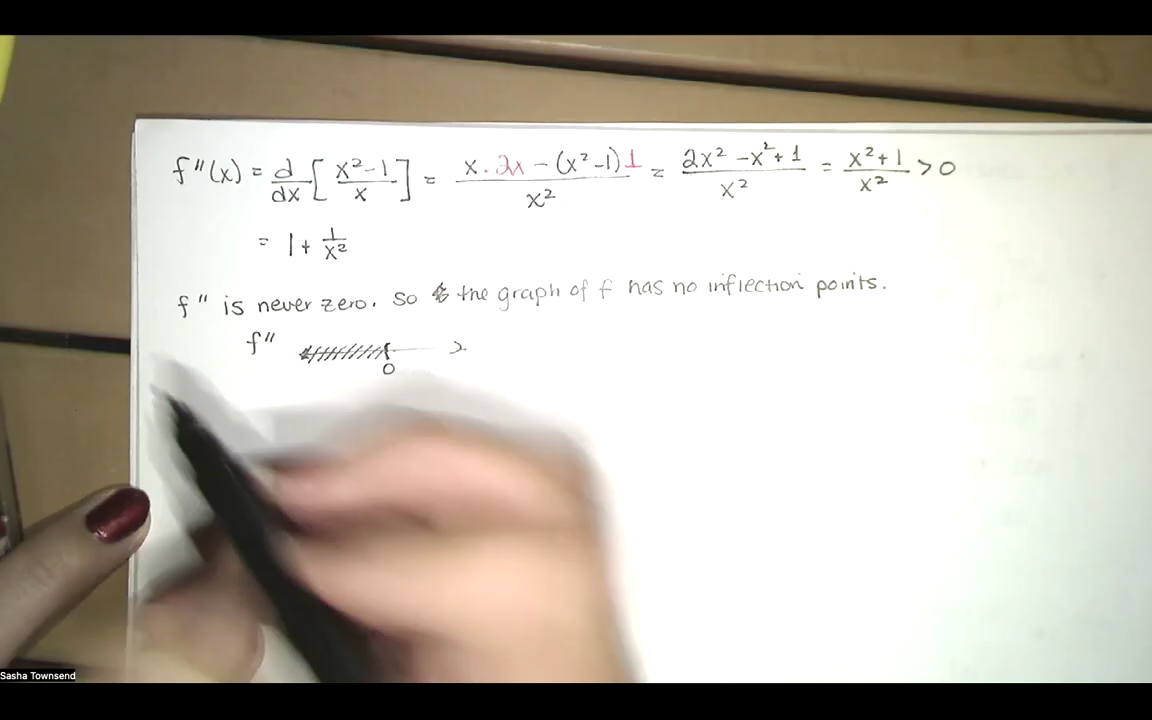 f''(x) = d/dx [ (x²-1)/x ] = (x · 2x - (x²-1)1)/x² = (2x² - x² + 1)/x² = (x²+1)/x² > 0
= 1 + 1/x²
f'' is never zero. So the graph of f has no inflection points.
f''
0
Sasha Townsend